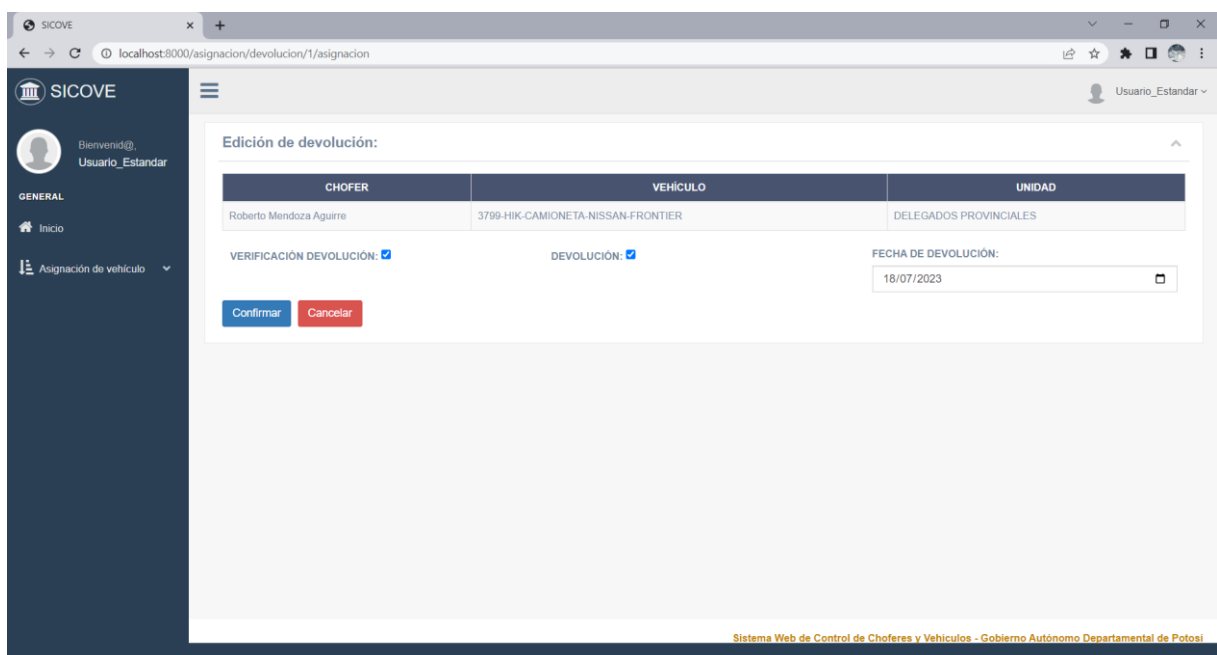 SICOVE
localhost:8000/asignacion/devolucion/1/asignacion
SICOVE
Usuario_Estandar
Bienvenid@,
Usuario_Estandar
GENERAL
Inicio
Asignación de vehículo
Edición de devolución:
CHOFER VEHÍCULO UNIDAD
Roberto Mendoza Aguirre 3799-HIK-CAMIONETA-NISSAN-FRONTIER DELEGADOS PROVINCIALES
VERIFICACIÓN DEVOLUCIÓN: DEVOLUCIÓN: FECHA DE DEVOLUCIÓN:
18/07/2023
Confirmar Cancelar
Sistema Web de Control de Choferes y Vehículos - Gobierno Autónomo Departamental de Potosí